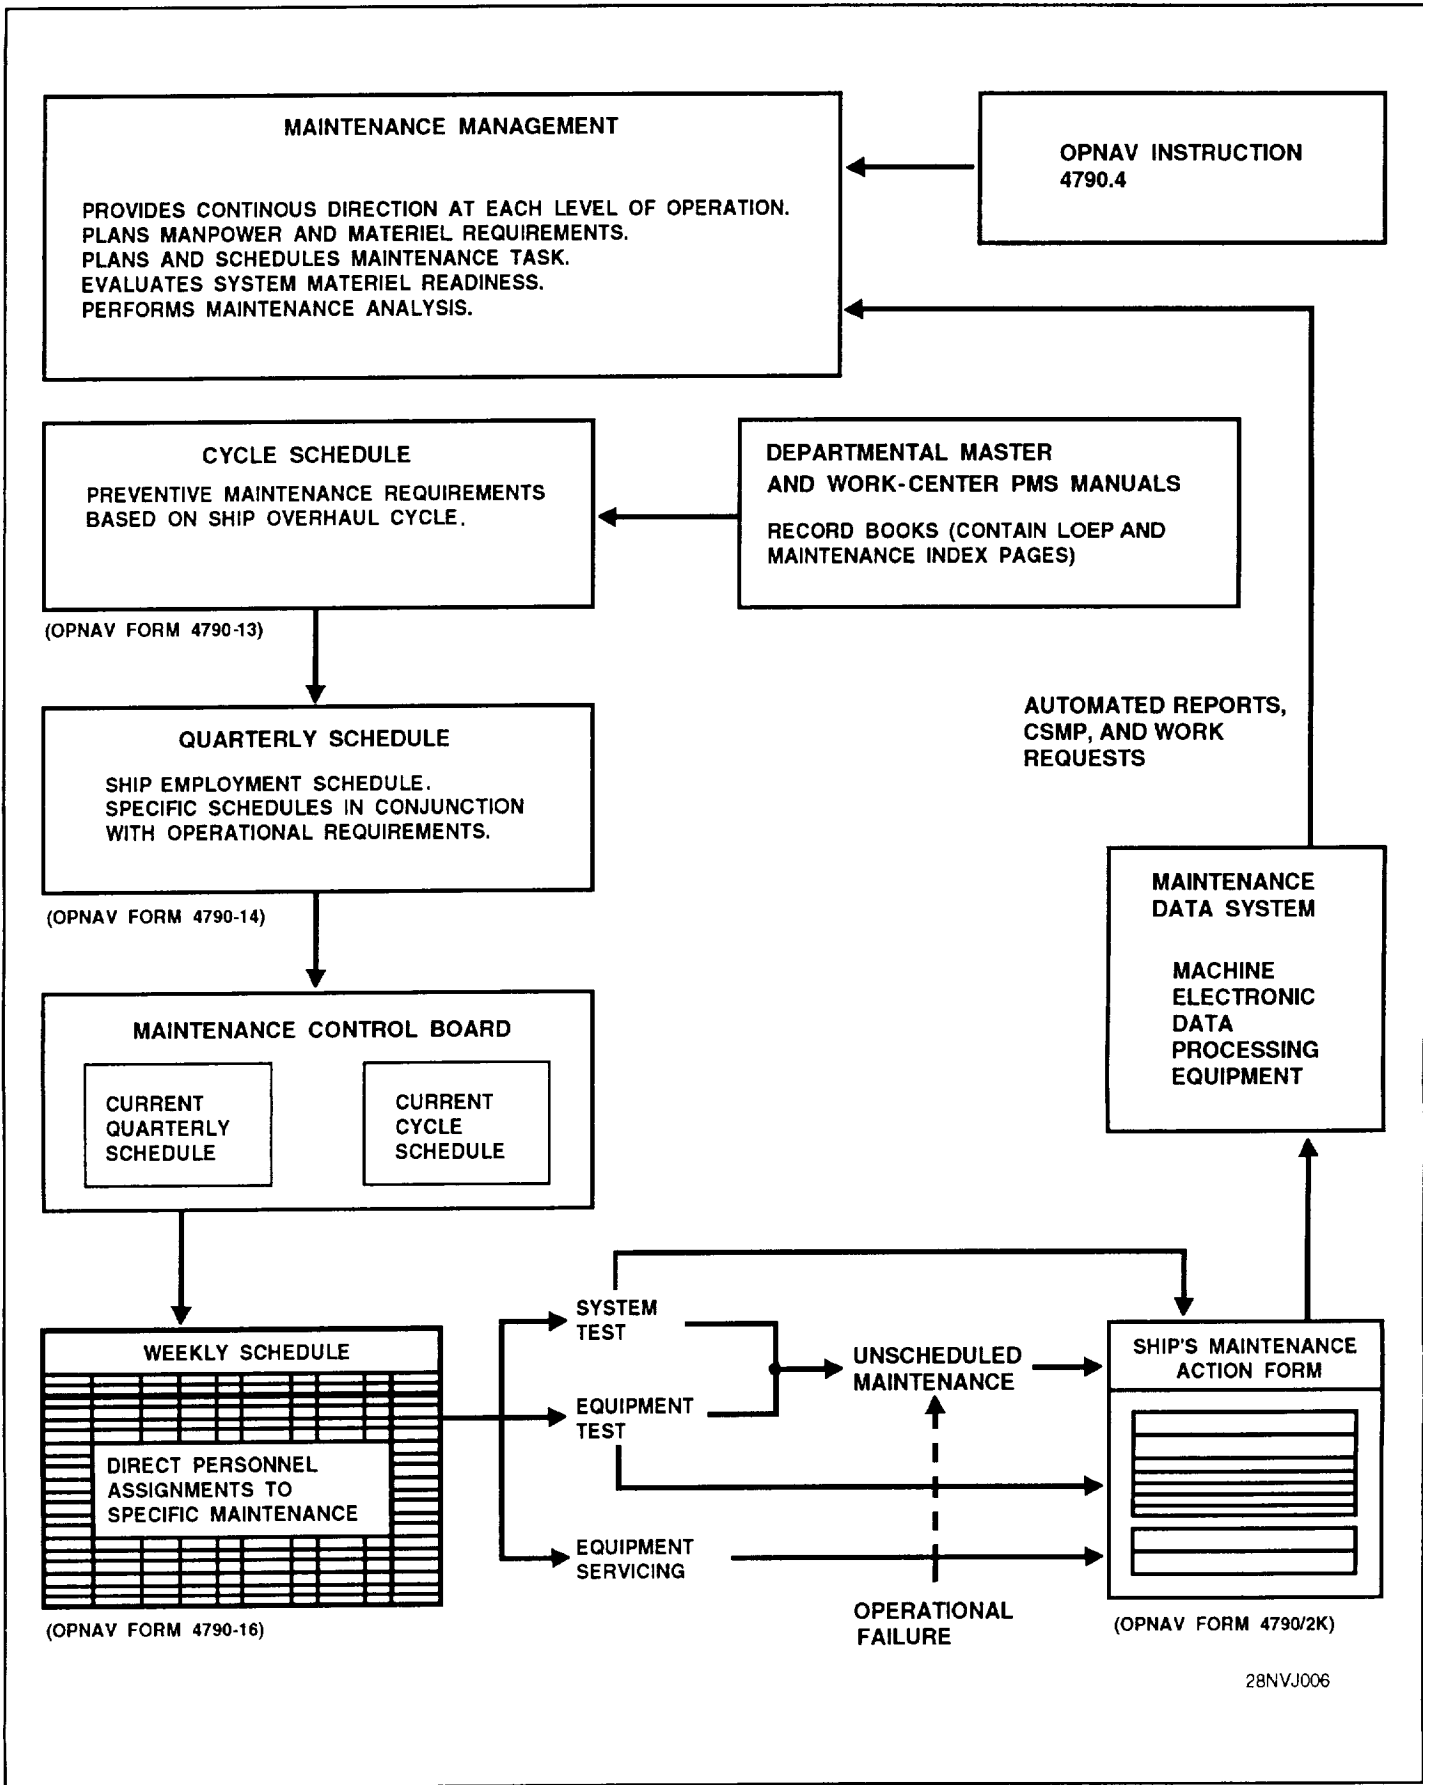 MAINTENANCE MANAGEMENT
PROVIDES CONTINOUS DIRECTION AT EACH LEVEL OF OPERATION.
PLANS MANPOWER AND MATERIEL REQUIREMENTS.
PLANS AND SCHEDULES MAINTENANCE TASK.
EVALUATES SYSTEM MATERIEL READINESS.
PERFORMS MAINTENANCE ANALYSIS.
OPNAV INSTRUCTION
4790.4
CYCLE SCHEDULE
PREVENTIVE MAINTENANCE REQUIREMENTS
BASED ON SHIP OVERHAUL CYCLE.
(OPNAV FORM 4790-13)
DEPARTMENTAL MASTER
AND WORK-CENTER PMS MANUALS
RECORD BOOKS (CONTAIN LOEP AND
MAINTENANCE INDEX PAGES)
QUARTERLY SCHEDULE
SHIP EMPLOYMENT SCHEDULE.
SPECIFIC SCHEDULES IN CONJUNCTION
WITH OPERATIONAL REQUIREMENTS.
(OPNAV FORM 4790-14)
AUTOMATED REPORTS,
CSMP, AND WORK
REQUESTS
MAINTENANCE
DATA SYSTEM
MACHINE
ELECTRONIC
DATA
PROCESSING
EQUIPMENT
MAINTENANCE CONTROL BOARD
CURRENT
QUARTERLY
SCHEDULE
CURRENT
CYCLE
SCHEDULE
WEEKLY SCHEDULE
DIRECT PERSONNEL
ASSIGNMENTS TO
SPECIFIC MAINTENANCE
(OPNAV FORM 4790-16)
SYSTEM
TEST
EQUIPMENT
TEST
EQUIPMENT
SERVICING
UNSCHEDULED
MAINTENANCE
OPERATIONAL
FAILURE
SHIP'S MAINTENANCE
ACTION FORM
(OPNAV FORM 4790/2K)
28NVJ006